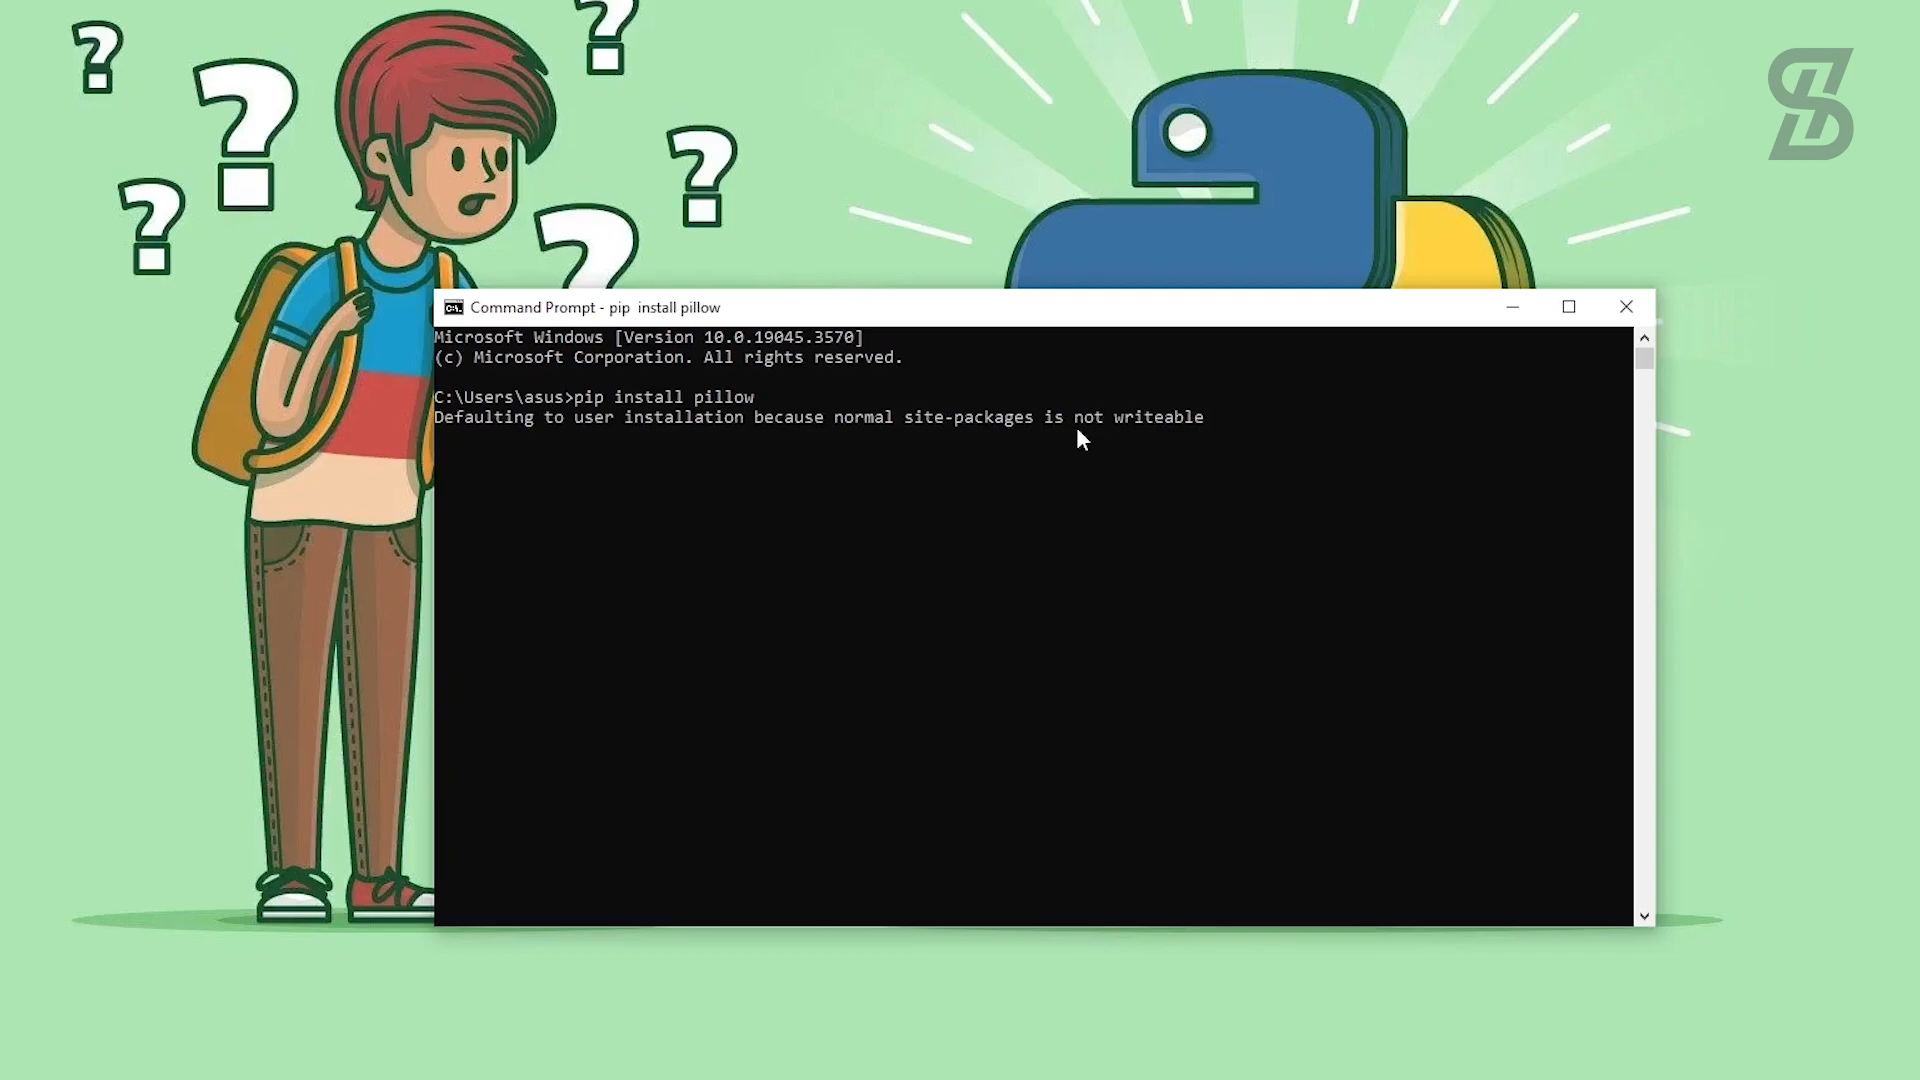 ?
?
?
?
?
?
Command Prompt - pip  install pillow
Microsoft Windows [Version 10.0.19045.3570]
(c) Microsoft Corporation. All rights reserved.
C:\Users\asus>pip install pillow
Defaulting to user installation because normal site-packages is not writeable